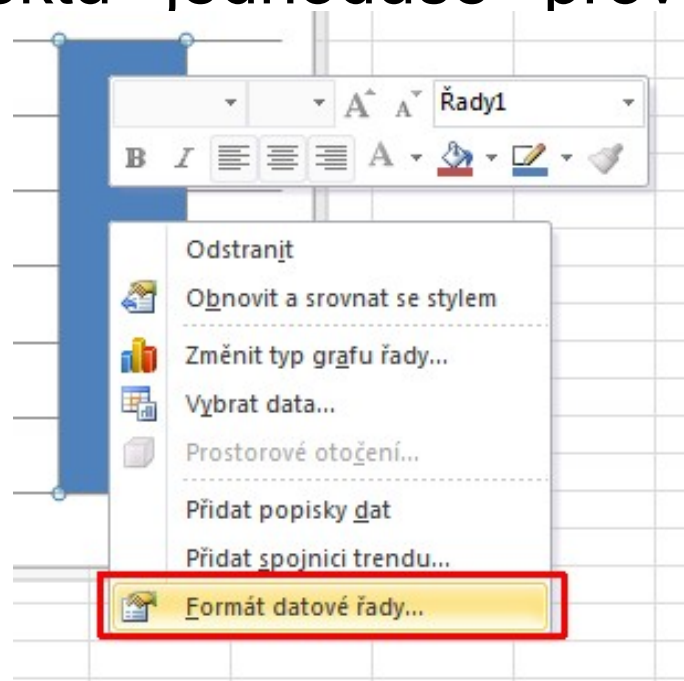 jednoduše
Řady1
B I A
Odstranit
Obnovit a srovnat se stylem
Změnit typ grafu řady...
Vybrat data...
Prostorové otočení...
Přidat popisky dat
Přidat spojnici trendu...
Formát datové řady...